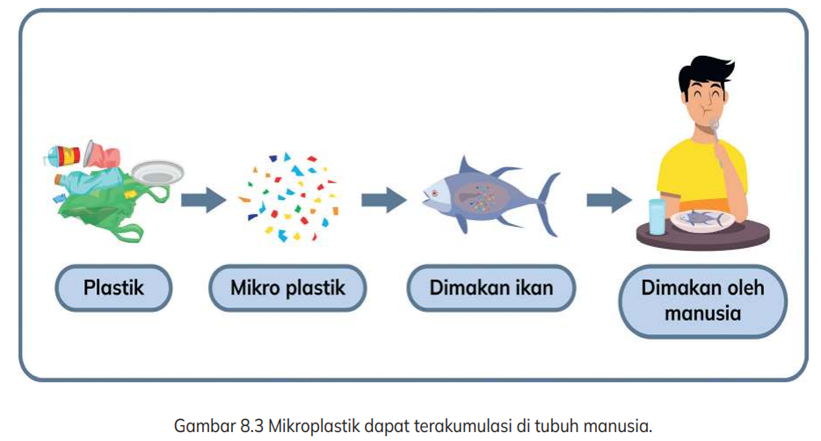 Plastik
Mikro plastik
Dimakan ikan
Dimakan oleh
manusia
Gambar 8.3 Mikroplastik dapat terakumulasi di tubuh manusia.